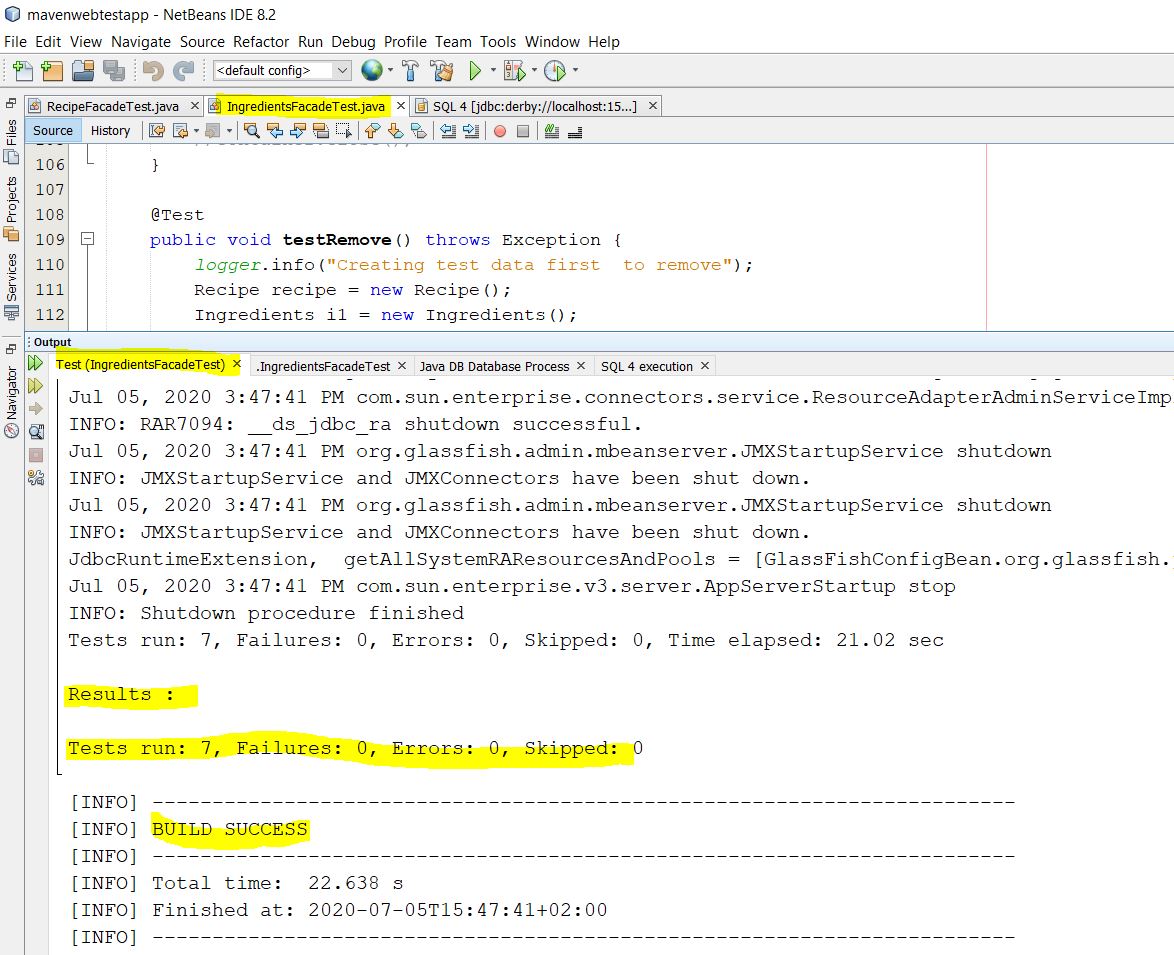 mavenwebtestapp - NetBeans IDE 8.2
File Edit View Navigate Source Refactor Run Debug Profile Team Tools Window Help
<default config>
RecipeFacadeTest.java IngredientsFacadeTest.java SQL 4 [jdbc:derby://localhost:15...]
Source History
Files
Projects
Services
Navigator
106 }
107
108 @Test
109 public void testRemove() throws Exception {
110 logger.info("Creating test data first  to remove");
111 Recipe recipe = new Recipe();
112 Ingredients i1 = new Ingredients();
Output
Test (IngredientsFacadeTest) .IngredientsFacadeTest Java DB Database Process SQL 4 execution
Jul 05, 2020 3:47:41 PM com.sun.enterprise.connectors.service.ResourceAdapterAdminServiceImp
INFO: RAR7094: __ds_jdbc_ra shutdown successful.
Jul 05, 2020 3:47:41 PM org.glassfish.admin.mbeanserver.JMXStartupService shutdown
INFO: JMXStartupService and JMXConnectors have been shut down.
Jul 05, 2020 3:47:41 PM org.glassfish.admin.mbeanserver.JMXStartupService shutdown
INFO: JMXStartupService and JMXConnectors have been shut down.
JdbcRuntimeExtension,  getAllSystemRAResourcesAndPools = [GlassFishConfigBean.org.glassfish.
Jul 05, 2020 3:47:41 PM com.sun.enterprise.v3.server.AppServerStartup stop
INFO: Shutdown procedure finished
Tests run: 7, Failures: 0, Errors: 0, Skipped: 0, Time elapsed: 21.02 sec
Results :
Tests run: 7, Failures: 0, Errors: 0, Skipped: 0
[INFO] ------------------------------------------------------------------------
[INFO] BUILD SUCCESS
[INFO] ------------------------------------------------------------------------
[INFO] Total time:  22.638 s
[INFO] Finished at: 2020-07-05T15:47:41+02:00
[INFO] ------------------------------------------------------------------------